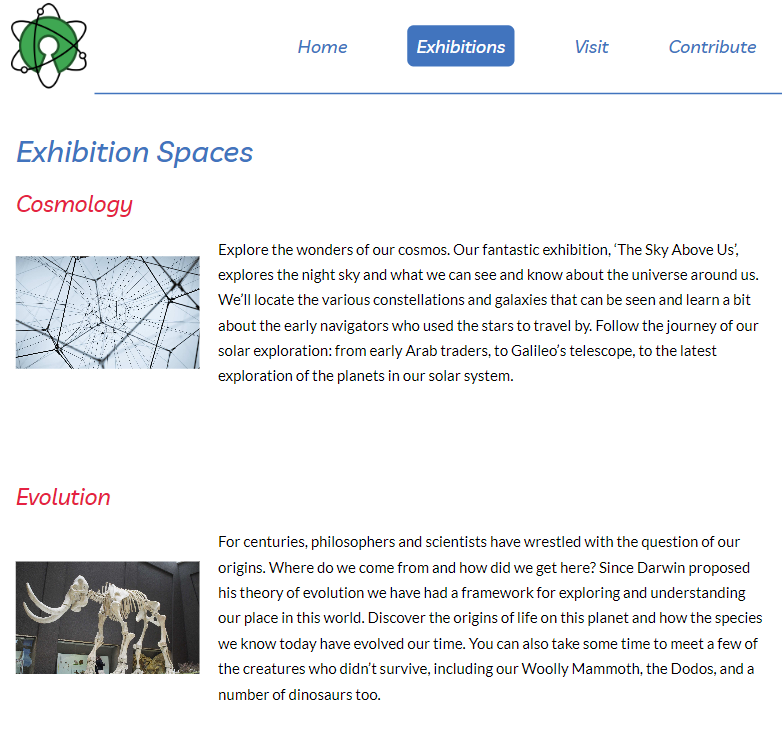 Home Exhibitions Visit Contribute
Exhibition Spaces
Cosmology
Explore the wonders of our cosmos. Our fantastic exhibition, ‘The Sky Above Us’,
explores the night sky and what we can see and know about the universe around us.
We’ll locate the various constellations and galaxies that can be seen and learn a bit
about the early navigators who used the stars to travel by. Follow the journey of our
solar exploration: from early Arab traders, to Galileo’s telescope, to the latest
exploration of the planets in our solar system.
Evolution
For centuries, philosophers and scientists have wrestled with the question of our
origins. Where do we come from and how did we get here? Since Darwin proposed
his theory of evolution we have had a framework for exploring and understanding
our place in this world. Discover the origins of life on this planet and how the species
we know today have evolved our time. You can also take some time to meet a few of
the creatures who didn’t survive, including our Woolly Mammoth, the Dodos, and a
number of dinosaurs too.